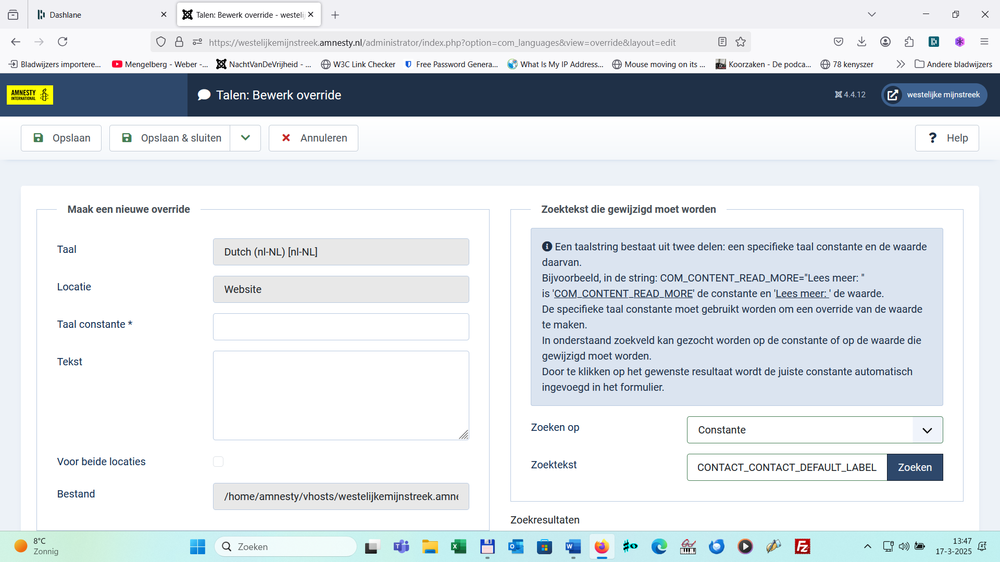 Dashlane
Talen: Bewerk override - westelij
https://westelijkemijnstreek.amnesty.nl/administrator/index.php?option=com_languages&view=override&layout=edit
Bladwijzers importere...
Mengelberg - Weber -...
NachtVanDeVrijheid - ...
W3C Link Checker
Free Password Genera...
What Is My IP Address...
Mouse moving on its ...
Koorzaken - De podca...
78 kenyszer
Andere bladwijzers
AMNESTY
INTERNATIONAL
Talen: Bewerk override
4.4.12
westelijke mijnstreek
Opslaan
Opslaan & sluiten
Annuleren
? Help
Maak een nieuwe override
Taal
Dutch (nl-NL) [nl-NL]
Locatie
Website
Taal constante *
Tekst
Voor beide locaties
Bestand
/home/amnesty/vhosts/westelijkemijnstreek.amne
Zoektekst die gewijzigd moet worden
Een taalstring bestaat uit twee delen: een specifieke taal constante en de waarde
daarvan.
Bijvoorbeeld, in de string: COM_CONTENT_READ_MORE="Lees meer: "
is 'COM_CONTENT_READ_MORE' de constante en 'Lees meer: ' de waarde.
De specifieke taal constante moet gebruikt worden om een override van de waarde
te maken.
In onderstaand zoekveld kan gezocht worden op de constante of op de waarde die
gewijzigd moet worden.
Door te klikken op het gewenste resultaat wordt de juiste constante automatisch
ingevoegd in het formulier.
Zoeken op
Constante
Zoektekst
CONTACT_CONTACT_DEFAULT_LABEL
Zoeken
Zoekresultaten
8°C
Zonnig
Zoeken
13:47
17-3-2025